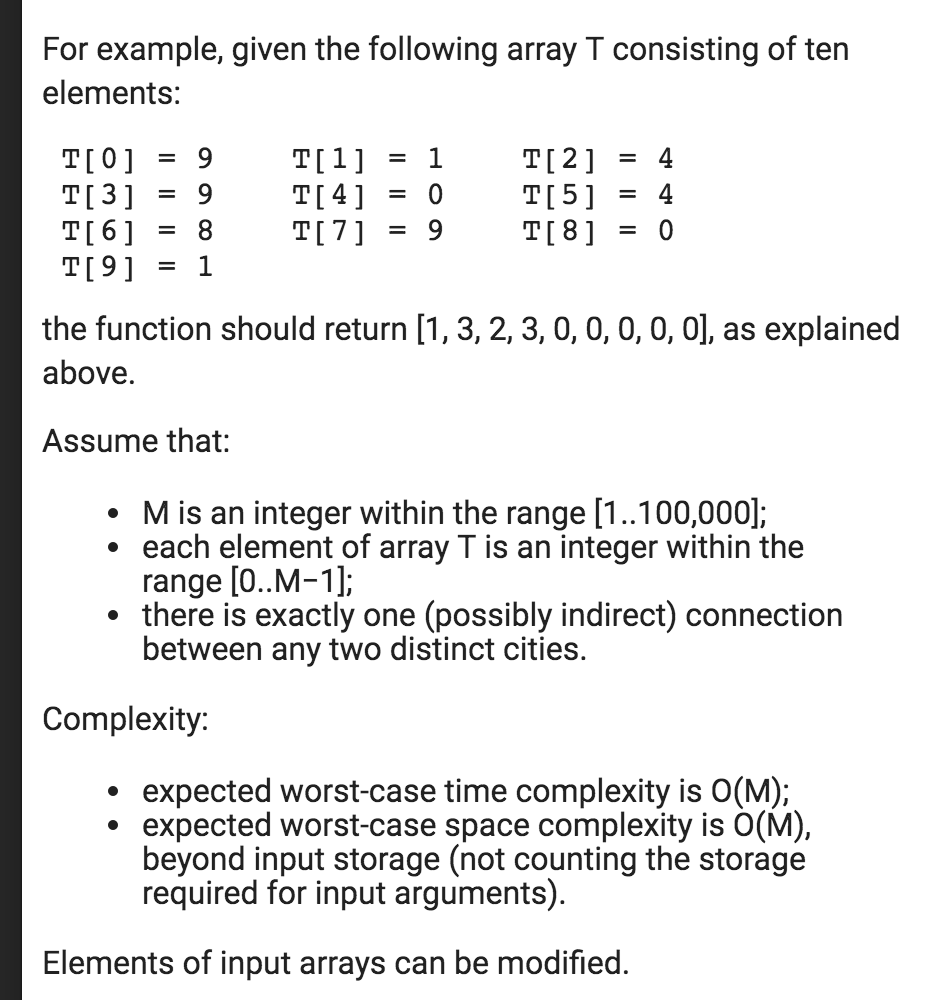 For example, given the following array T consisting of ten
elements:
T[0] = 9 T[1] = 1 T[2] = 4
T[3] = 9 T[4] = 0 T[5] = 4
T[6] = 8 T[7] = 9 T[8] = 0
T[9] = 1
the function should return [1, 3, 2, 3, 0, 0, 0, 0, 0], as explained
above.
Assume that:
• M is an integer within the range [1..100,000];
• each element of array T is an integer within the
range [0..M−1];
• there is exactly one (possibly indirect) connection
between any two distinct cities.
Complexity:
• expected worst-case time complexity is O(M);
• expected worst-case space complexity is O(M),
beyond input storage (not counting the storage
required for input arguments).
Elements of input arrays can be modified.